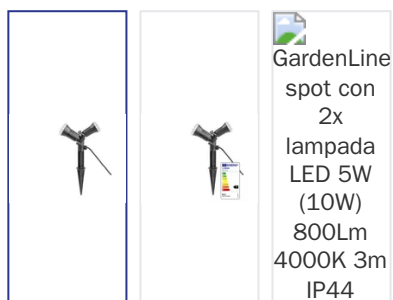 GardenLine
spot con
2x
lampada
LED 5W
(10W)
800Lm
4000K 3m
IP44